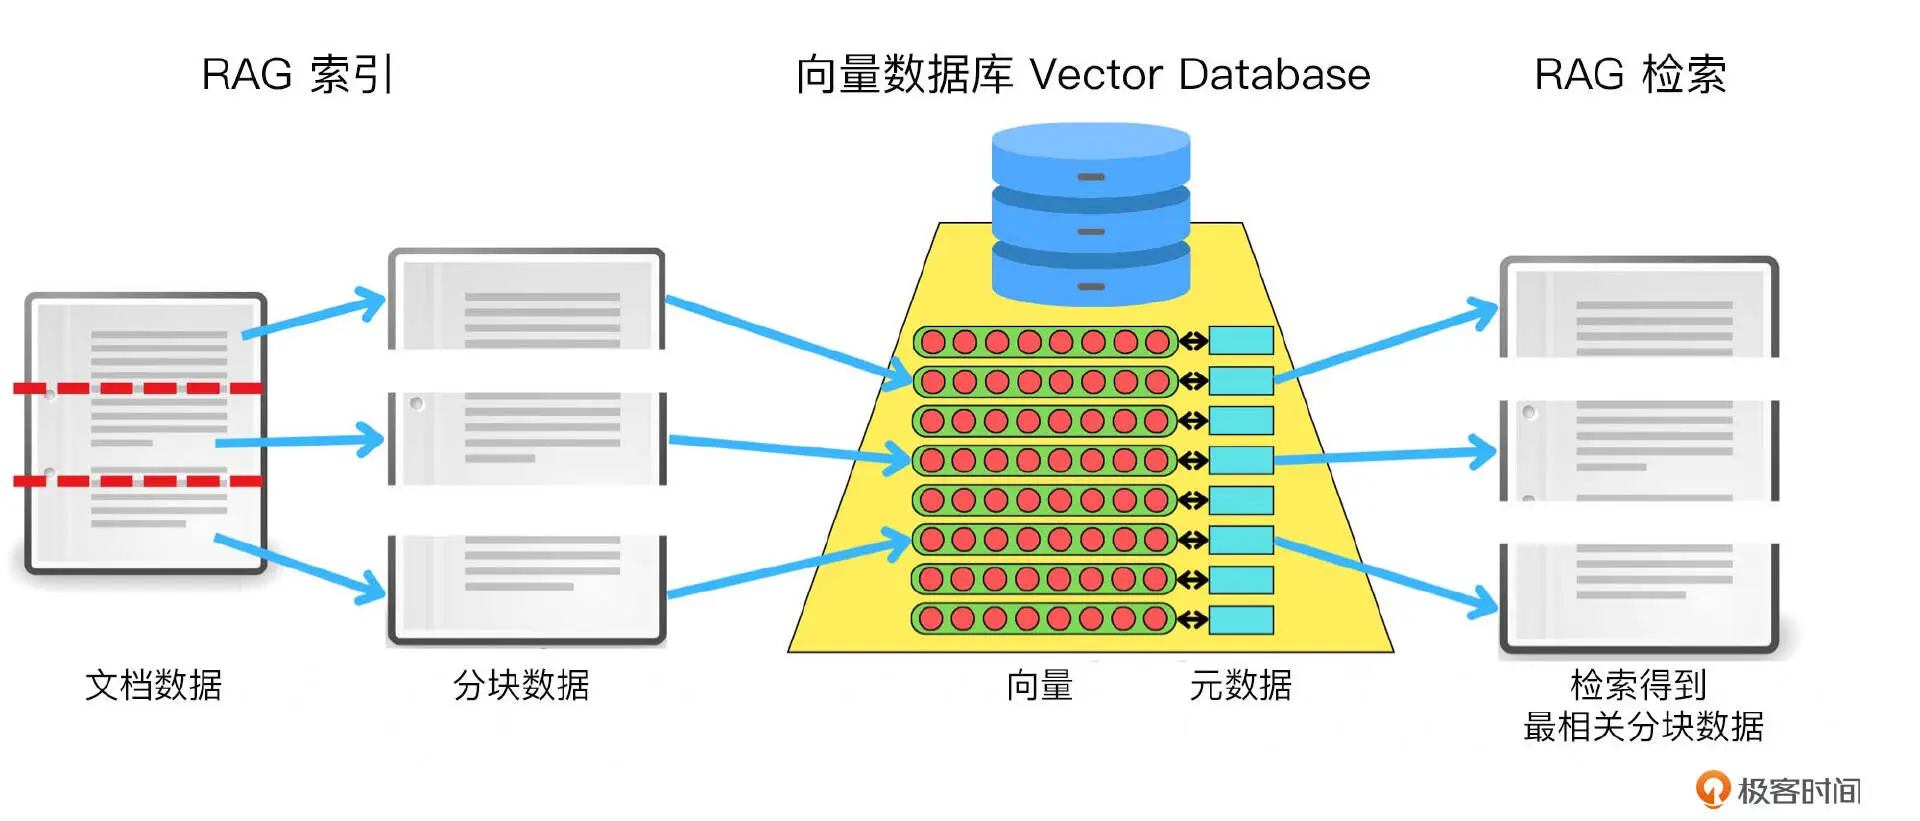 RAG 索引
向量数据库 Vector Database
RAG 检索
文档数据
分块数据
向量
元数据
检索得到
最相关分块数据
极客时间